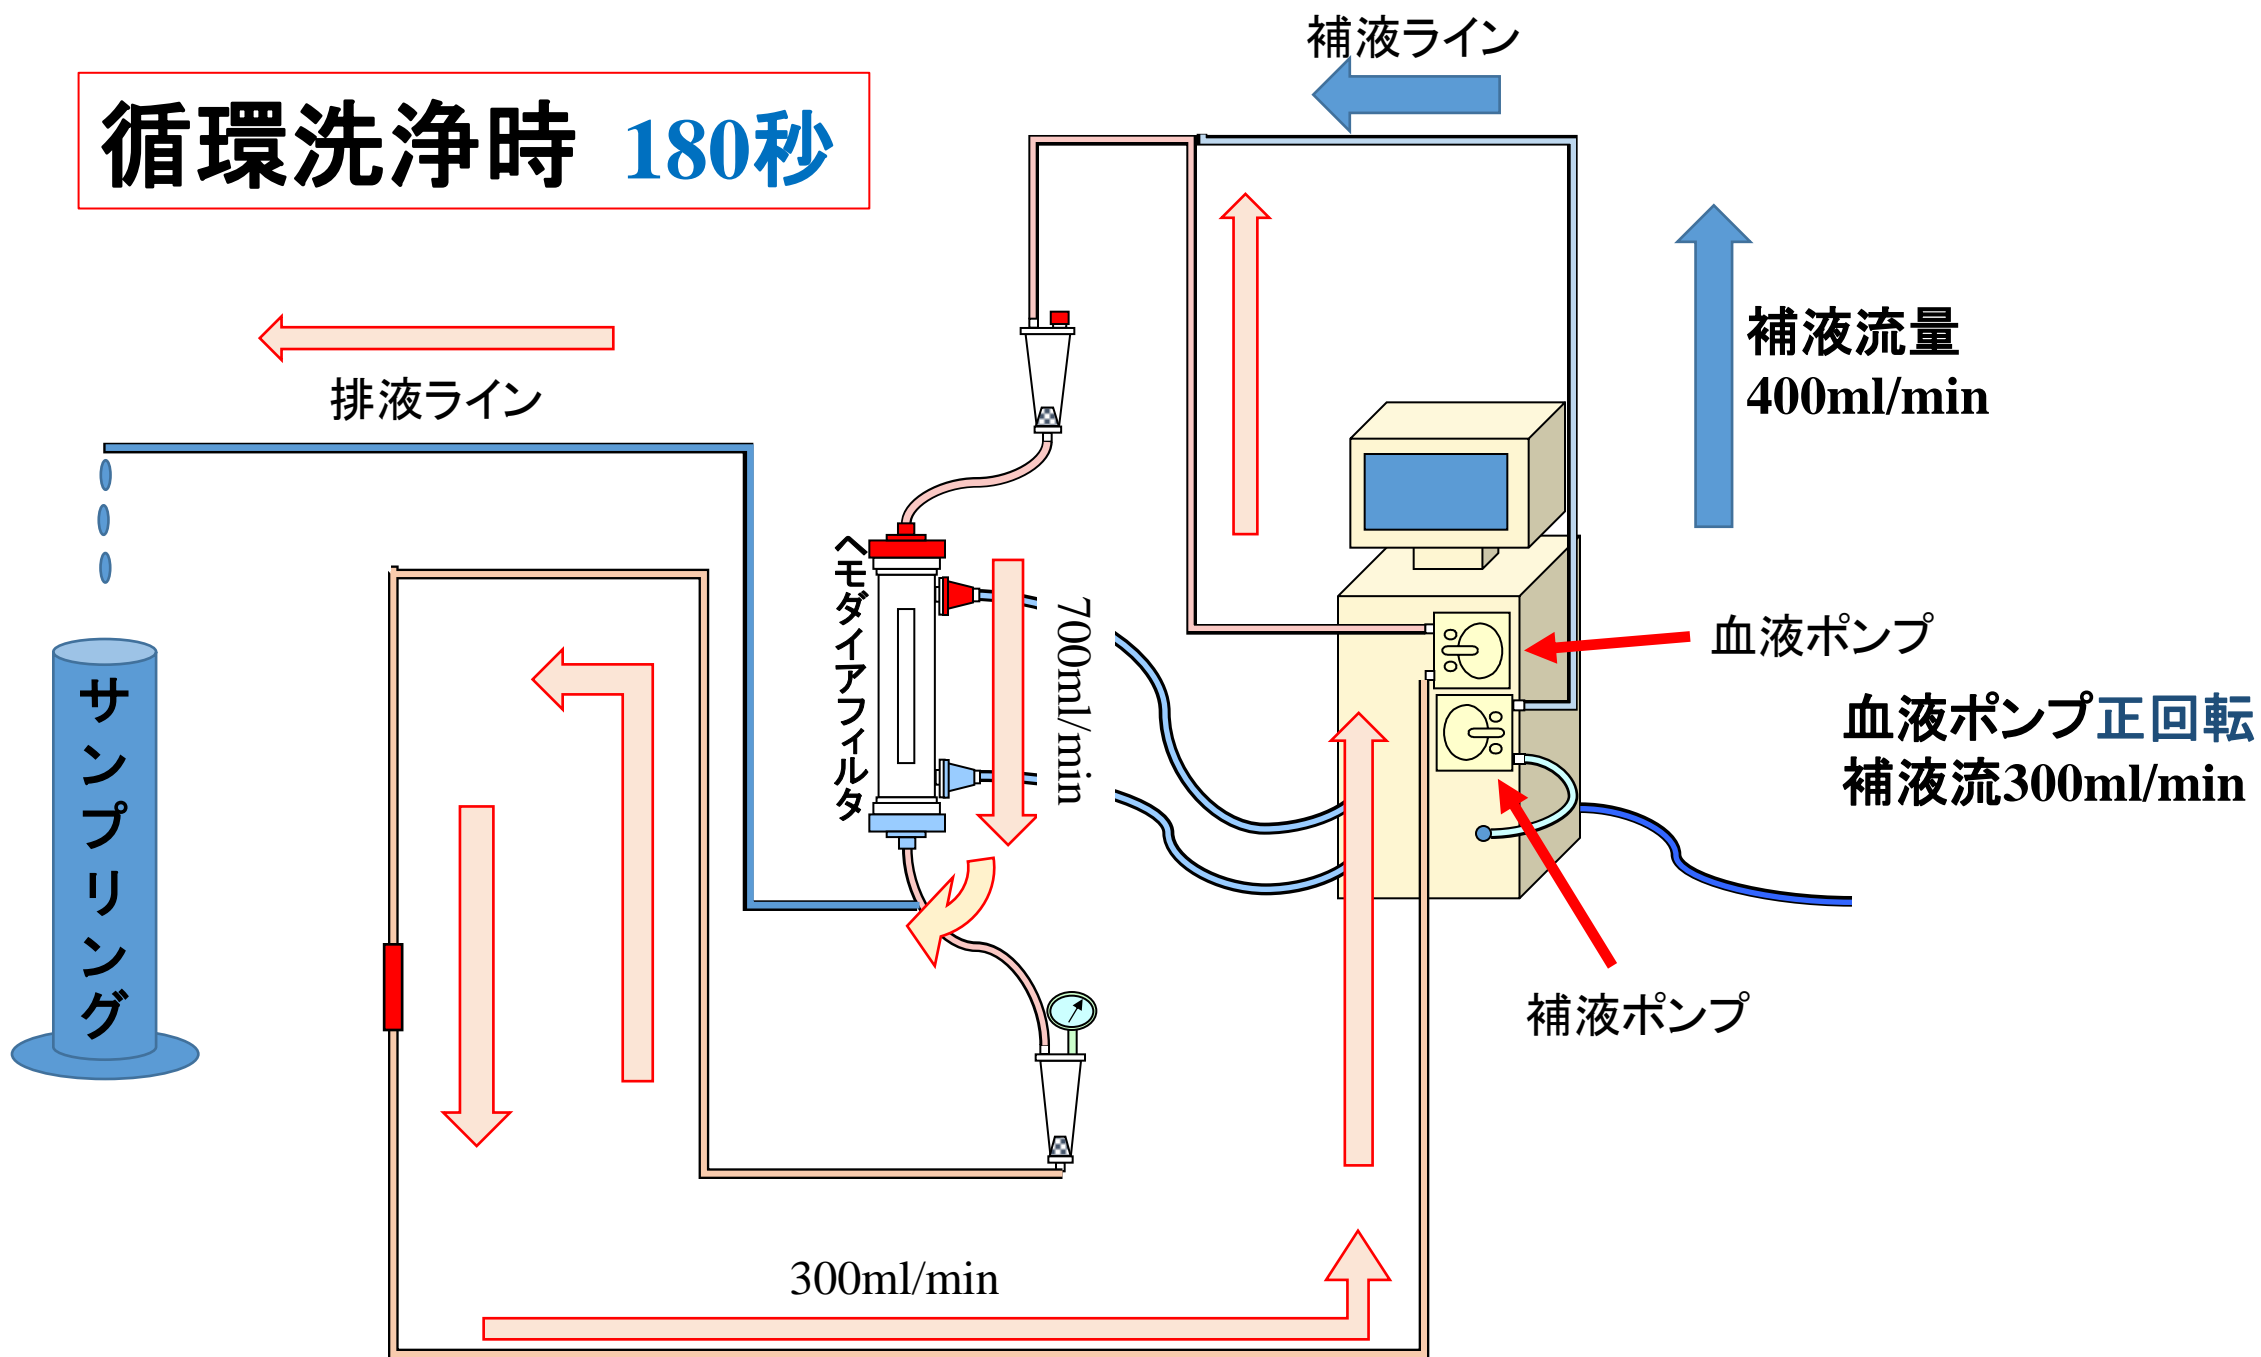 補液ライン
循環洗浄時 180秒
補液流量
400ml/min
排液ライン
ヘモダイアフィルタ
700ml/min
血液ポンプ
サンプリング
血液ポンプ正回転
補液流300ml/min
補液ポンプ
300ml/min